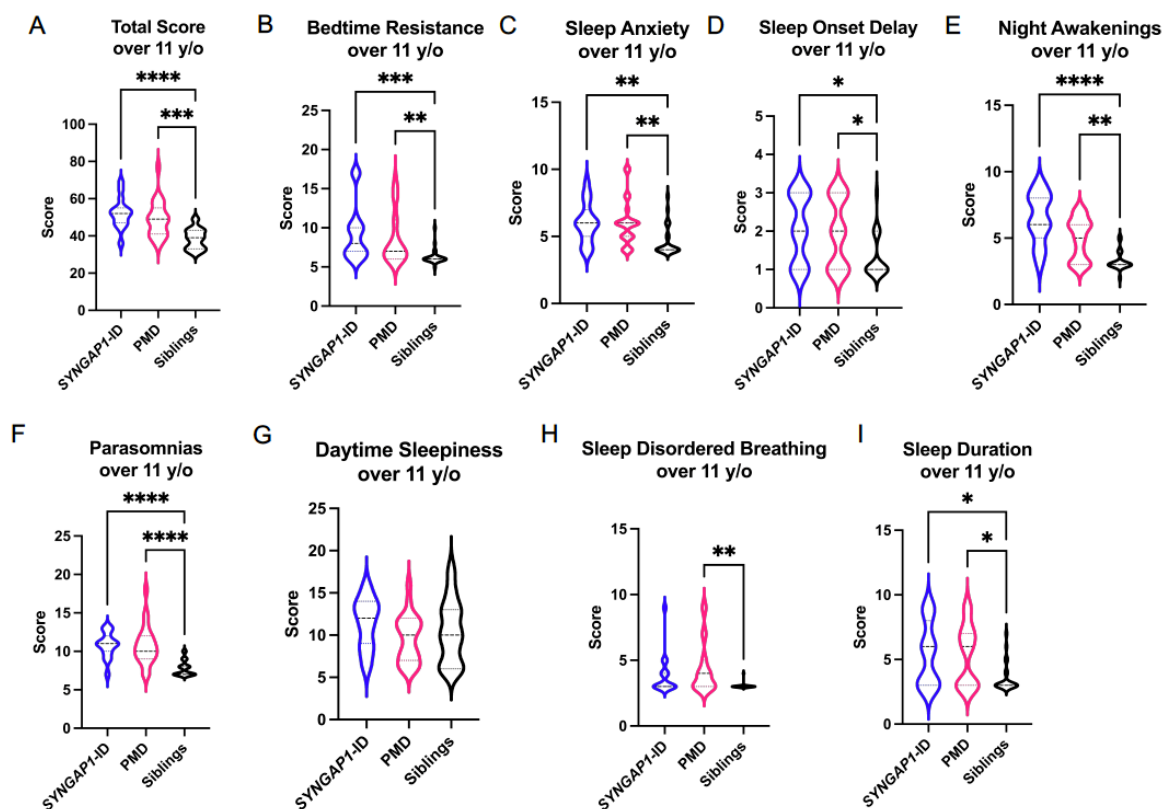 A
Total Score
over 11 y/o
****
***
100
80
60
40
20
0
Score
SYNGAP1-ID
PMD
Siblings
B
Bedtime Resistance
over 11 y/o
***
**
25
20
15
10
5
0
Score
SYNGAP1-ID
PMD
Siblings
C
Sleep Anxiety
over 11 y/o
**
**
15
10
5
0
Score
SYNGAP1-ID
PMD
Siblings
D
Sleep Onset Delay
over 11 y/o
*
*
5
4
3
2
1
0
Score
SYNGAP1-ID
PMD
Siblings
E
Night Awakenings
over 11 y/o
****
**
15
10
5
0
Score
SYNGAP1-ID
PMD
Siblings
F
Parasomnias
over 11 y/o
****
****
25
20
15
10
5
Score
SYNGAP1-ID
PMD
Siblings
G
Daytime Sleepiness
over 11 y/o
25
20
15
10
5
0
Score
SYNGAP1-ID
PMD
Siblings
H
Sleep Disordered Breathing
over 11 y/o
**
15
10
5
0
Score
SYNGAP1-ID
PMD
Siblings
I
Sleep Duration
over 11 y/o
*
*
15
10
5
0
Score
SYNGAP1-ID
PMD
Siblings